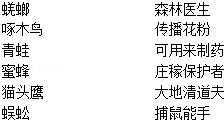 蜣螂 森林医生
啄木鸟 传播花粉
青蛙 可用来制药
蜜蜂 庄稼保护者
猫头鹰 大地清道夫
蜈蚣 捕鼠能手